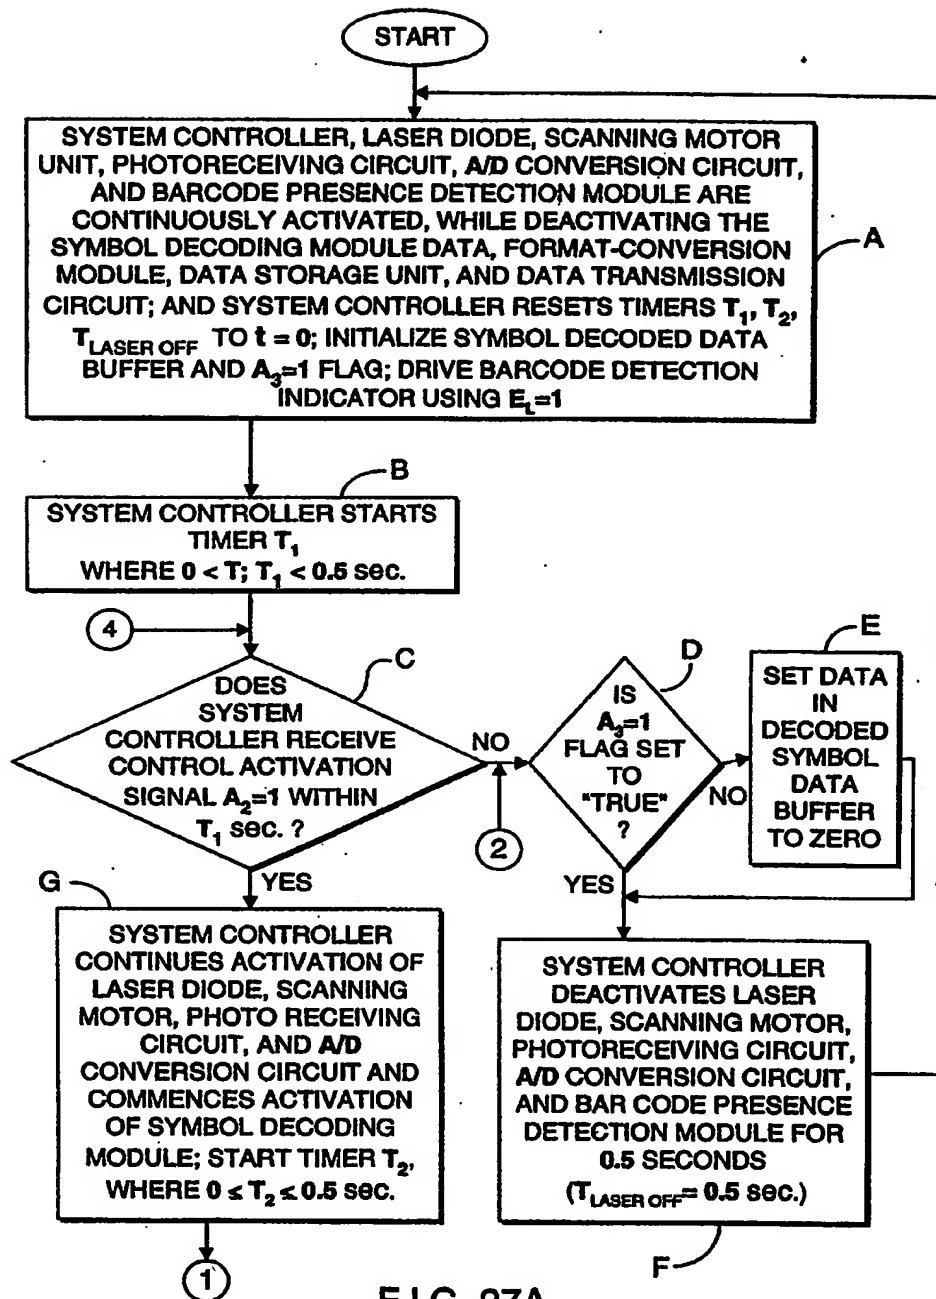 START
SYSTEM CONTROLLER, LASER DIODE, SCANNING MOTOR
UNIT, PHOTORECEIVING CIRCUIT, A/D CONVERSION CIRCUIT,
AND BARCODE PRESENCE DETECTION MODULE ARE
CONTINUOUSLY ACTIVATED, WHILE DEACTIVATING THE
SYMBOL DECODING MODULE DATA, FORMAT-CONVERSION
MODULE, DATA STORAGE UNIT, AND DATA TRANSMISSION
CIRCUIT; AND SYSTEM CONTROLLER RESETS TIMERS T1, T2,
TLASER OFF TO t = 0; INITIALIZE SYMBOL DECODED DATA
BUFFER AND A3=1 FLAG; DRIVE BARCODE DETECTION
INDICATOR USING EL=1
A
B
SYSTEM CONTROLLER STARTS
TIMER T1
WHERE 0 < T; T1 < 0.5 sec.
4
C
DOES
SYSTEM
CONTROLLER RECEIVE
CONTROL ACTIVATION
SIGNAL A2=1 WITHIN
T1 sec. ?
NO
2
YES
D
IS
A3=1
FLAG SET
TO
"TRUE"
?
NO
YES
E
SET DATA
IN
DECODED
SYMBOL
DATA
BUFFER
TO ZERO
G
SYSTEM CONTROLLER
CONTINUES ACTIVATION OF
LASER DIODE, SCANNING
MOTOR, PHOTO RECEIVING
CIRCUIT, AND A/D
CONVERSION CIRCUIT AND
COMMENCES ACTIVATION
OF SYMBOL DECODING
MODULE; START TIMER T2,
WHERE 0 ≤ T2 ≤ 0.5 sec.
1
SYSTEM CONTROLLER
DEACTIVATES LASER
DIODE, SCANNING MOTOR,
PHOTORECEIVING CIRCUIT,
A/D CONVERSION CIRCUIT,
AND BAR CODE PRESENCE
DETECTION MODULE FOR
0.5 SECONDS
(TLASER OFF= 0.5 sec.)
F
FIG. 27A